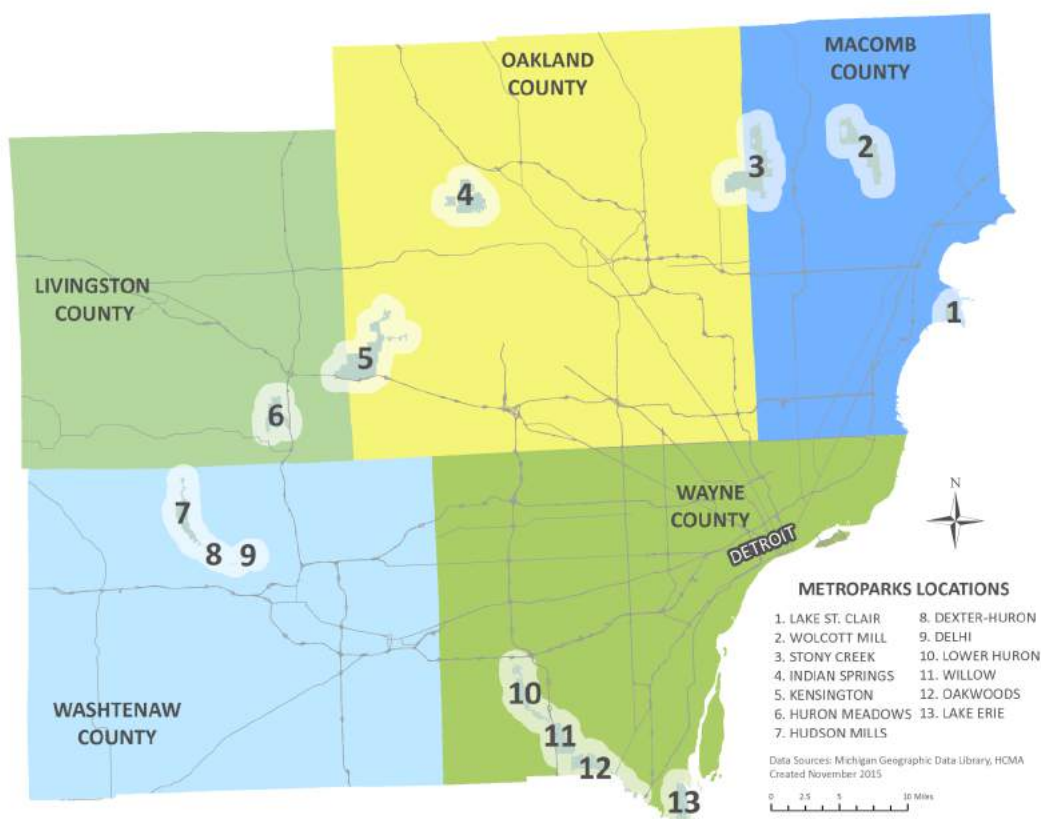 OAKLAND
COUNTY
MACOMB
COUNTY
2
3
4
LIVINGSTON
COUNTY
1
5
6
WAYNE
COUNTY
7
DETROIT
N
8
9
METROPARKS LOCATIONS
1. LAKE ST. CLAIR
2. WOLCOTT MILL
3. STONY CREEK
4. INDIAN SPRINGS
5. KENSINGTON
6. HURON MEADOWS
7. HUDSON MILLS
8. DEXTER-HURON
9. DELHI
10. LOWER HURON
11. WILLOW
12. OAKWOODS
13. LAKE ERIE
10
WASHTENAW
COUNTY
11
12
13
Data Sources: Michigan Geographic Data Library, HCMA
Created November 2015
0 2.5 5 10 Miles